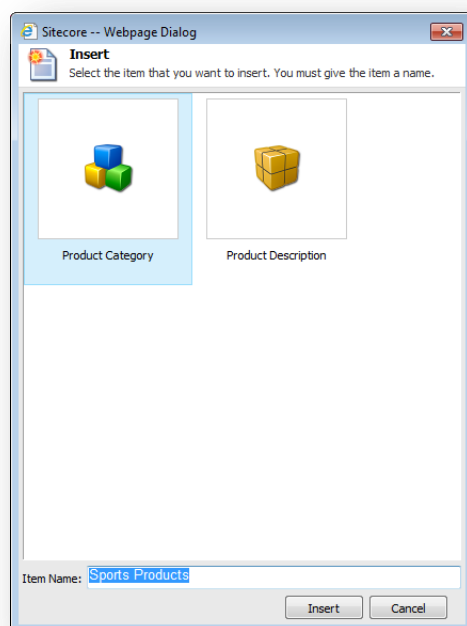 Sitecore -- Webpage Dialog
Insert
Select the item that you want to insert. You must give the item a name.
Product Category Product Description
Item Name: Sports Products
Insert Cancel